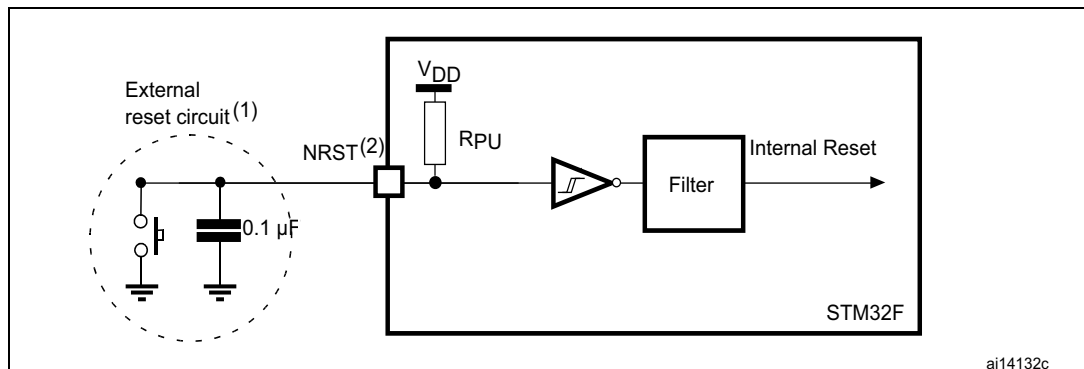 External
reset circuit(1)
NRST(2)
VDD
RPU
0.1 µF
Filter
Internal Reset
STM32F
ai14132c